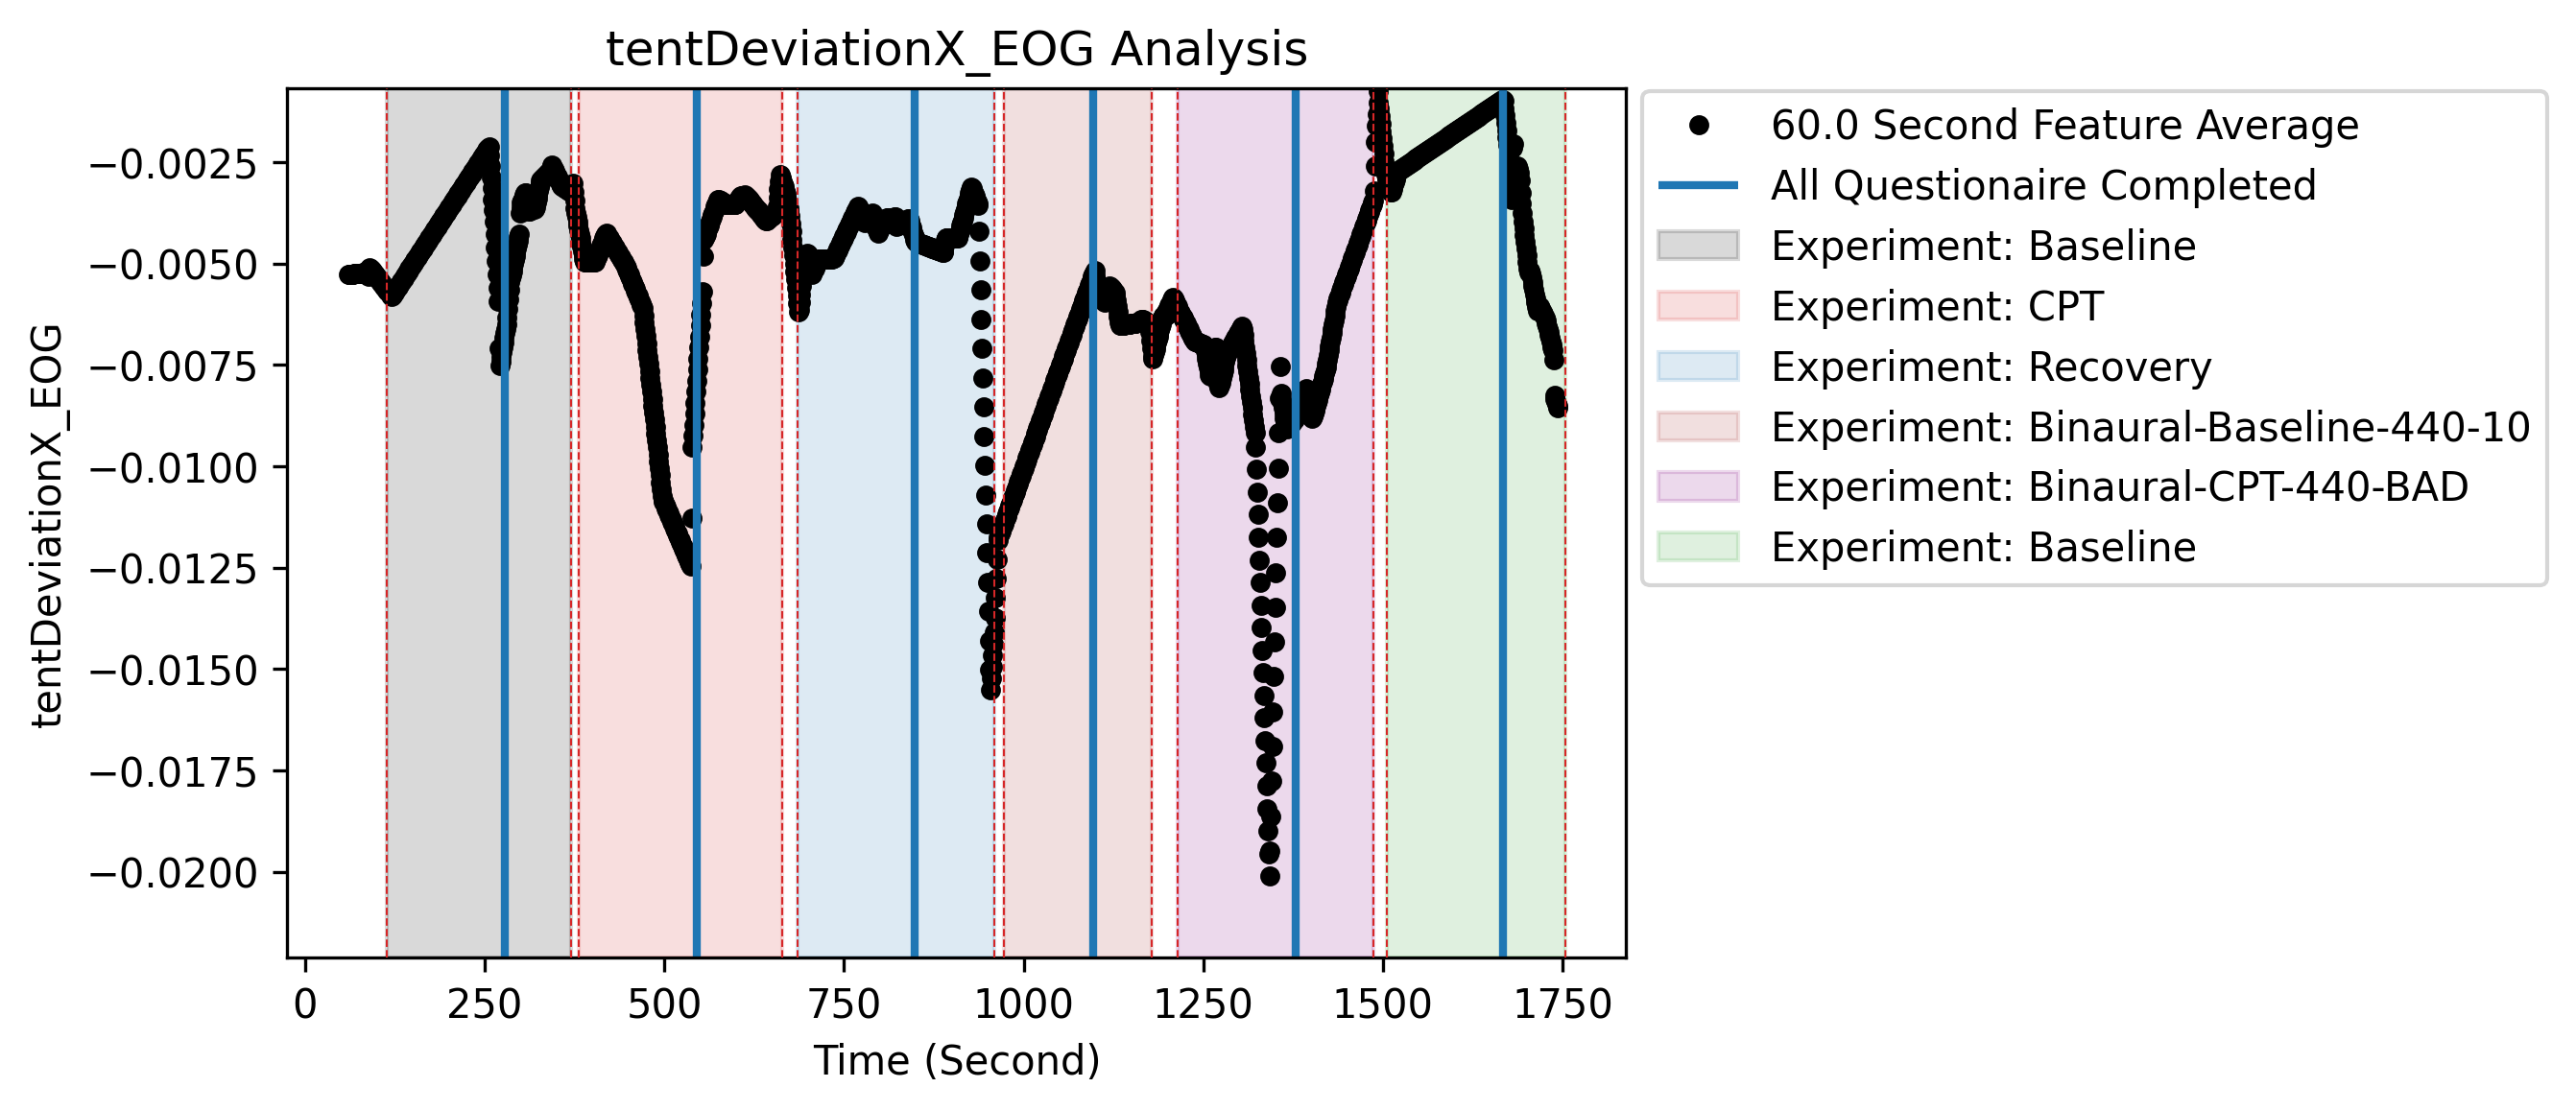 tentDeviationX_EOG Analysis
tentDeviationX_EOG
−0.0025
−0.0050
−0.0075
−0.0100
−0.0125
−0.0150
−0.0175
−0.0200
0 250 500 750 1000 1250 1500 1750
Time (Second)
60.0 Second Feature Average
All Questionaire Completed
Experiment: Baseline
Experiment: CPT
Experiment: Recovery
Experiment: Binaural-Baseline-440-10
Experiment: Binaural-CPT-440-BAD
Experiment: Baseline